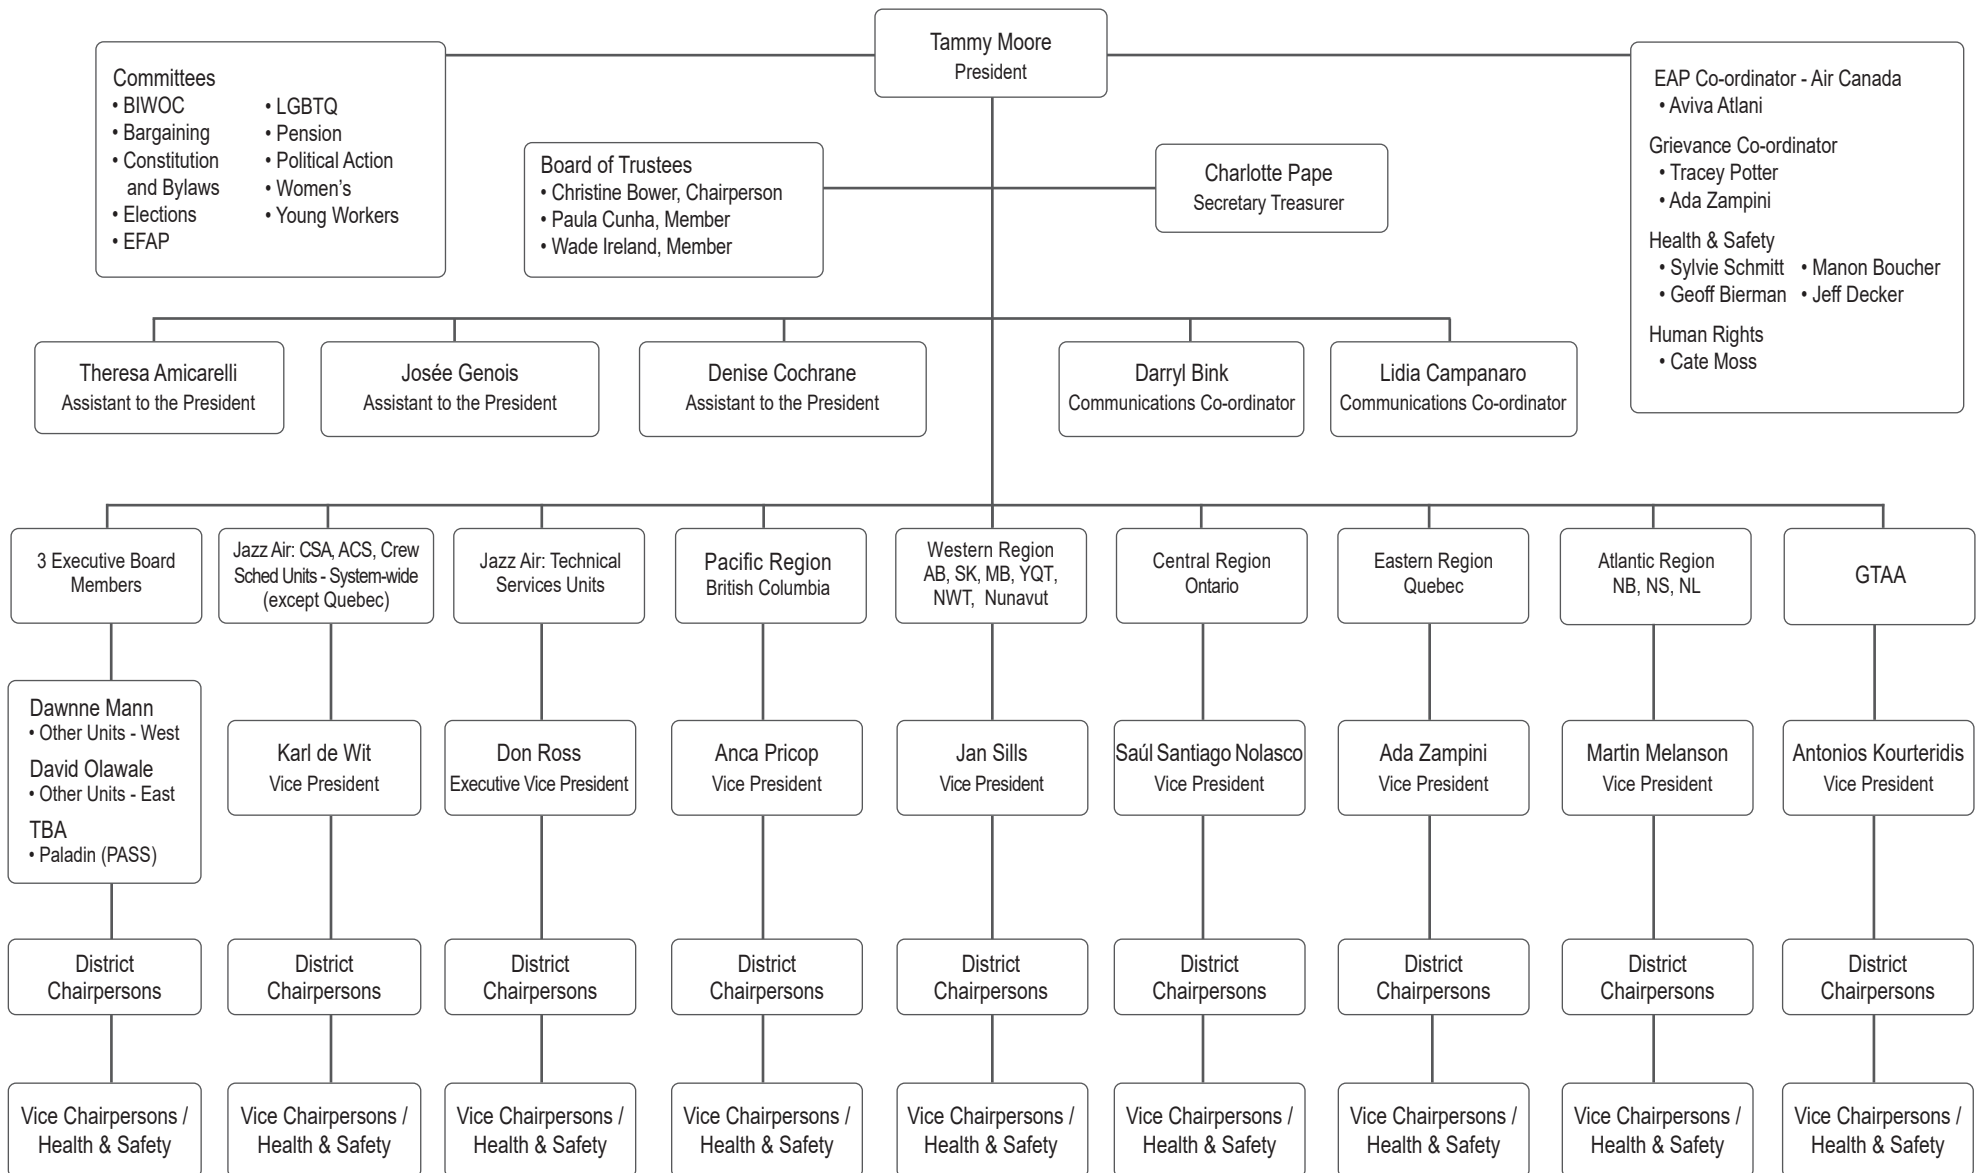 Tammy Moore
President
Committees
• BIWOC
• Bargaining
• Constitution
and Bylaws
• Elections
• EFAP
• LGBTQ
• Pension
• Political Action
• Women’s
• Young Workers
EAP Co-ordinator - Air Canada
• Aviva Atlani
Grievance Co-ordinator
• Tracey Potter
• Ada Zampini
Health & Safety
• Sylvie Schmitt • Manon Boucher
• Geoff Bierman • Jeff Decker
Human Rights
• Cate Moss
Board of Trustees
• Christine Bower, Chairperson
• Paula Cunha, Member
• Wade Ireland, Member
Charlotte Pape
Secretary Treasurer
Theresa Amicarelli
Assistant to the President
Josée Genois
Assistant to the President
Denise Cochrane
Assistant to the President
Darryl Bink
Communications Co-ordinator
Lidia Campanaro
Communications Co-ordinator
3 Executive Board
Members
Jazz Air: CSA, ACS, Crew
Sched Units - System-wide
(except Quebec)
Jazz Air: Technical
Services Units
Pacific Region
British Columbia
Western Region
AB, SK, MB, YQT,
NWT, Nunavut
Central Region
Ontario
Eastern Region
Quebec
Atlantic Region
NB, NS, NL
GTAA
Dawnne Mann
• Other Units - West
David Olawale
• Other Units - East
TBA
• Paladin (PASS)
Karl de Wit
Vice President
Don Ross
Executive Vice President
Anca Pricop
Vice President
Jan Sills
Vice President
Saúl Santiago Nolasco
Vice President
Ada Zampini
Vice President
Martin Melanson
Vice President
Antonios Kourteridis
Vice President
District
Chairpersons
District
Chairpersons
District
Chairpersons
District
Chairpersons
District
Chairpersons
District
Chairpersons
District
Chairpersons
District
Chairpersons
District
Chairpersons
Vice Chairpersons /
Health & Safety
Vice Chairpersons /
Health & Safety
Vice Chairpersons /
Health & Safety
Vice Chairpersons /
Health & Safety
Vice Chairpersons /
Health & Safety
Vice Chairpersons /
Health & Safety
Vice Chairpersons /
Health & Safety
Vice Chairpersons /
Health & Safety
Vice Chairpersons /
Health & Safety